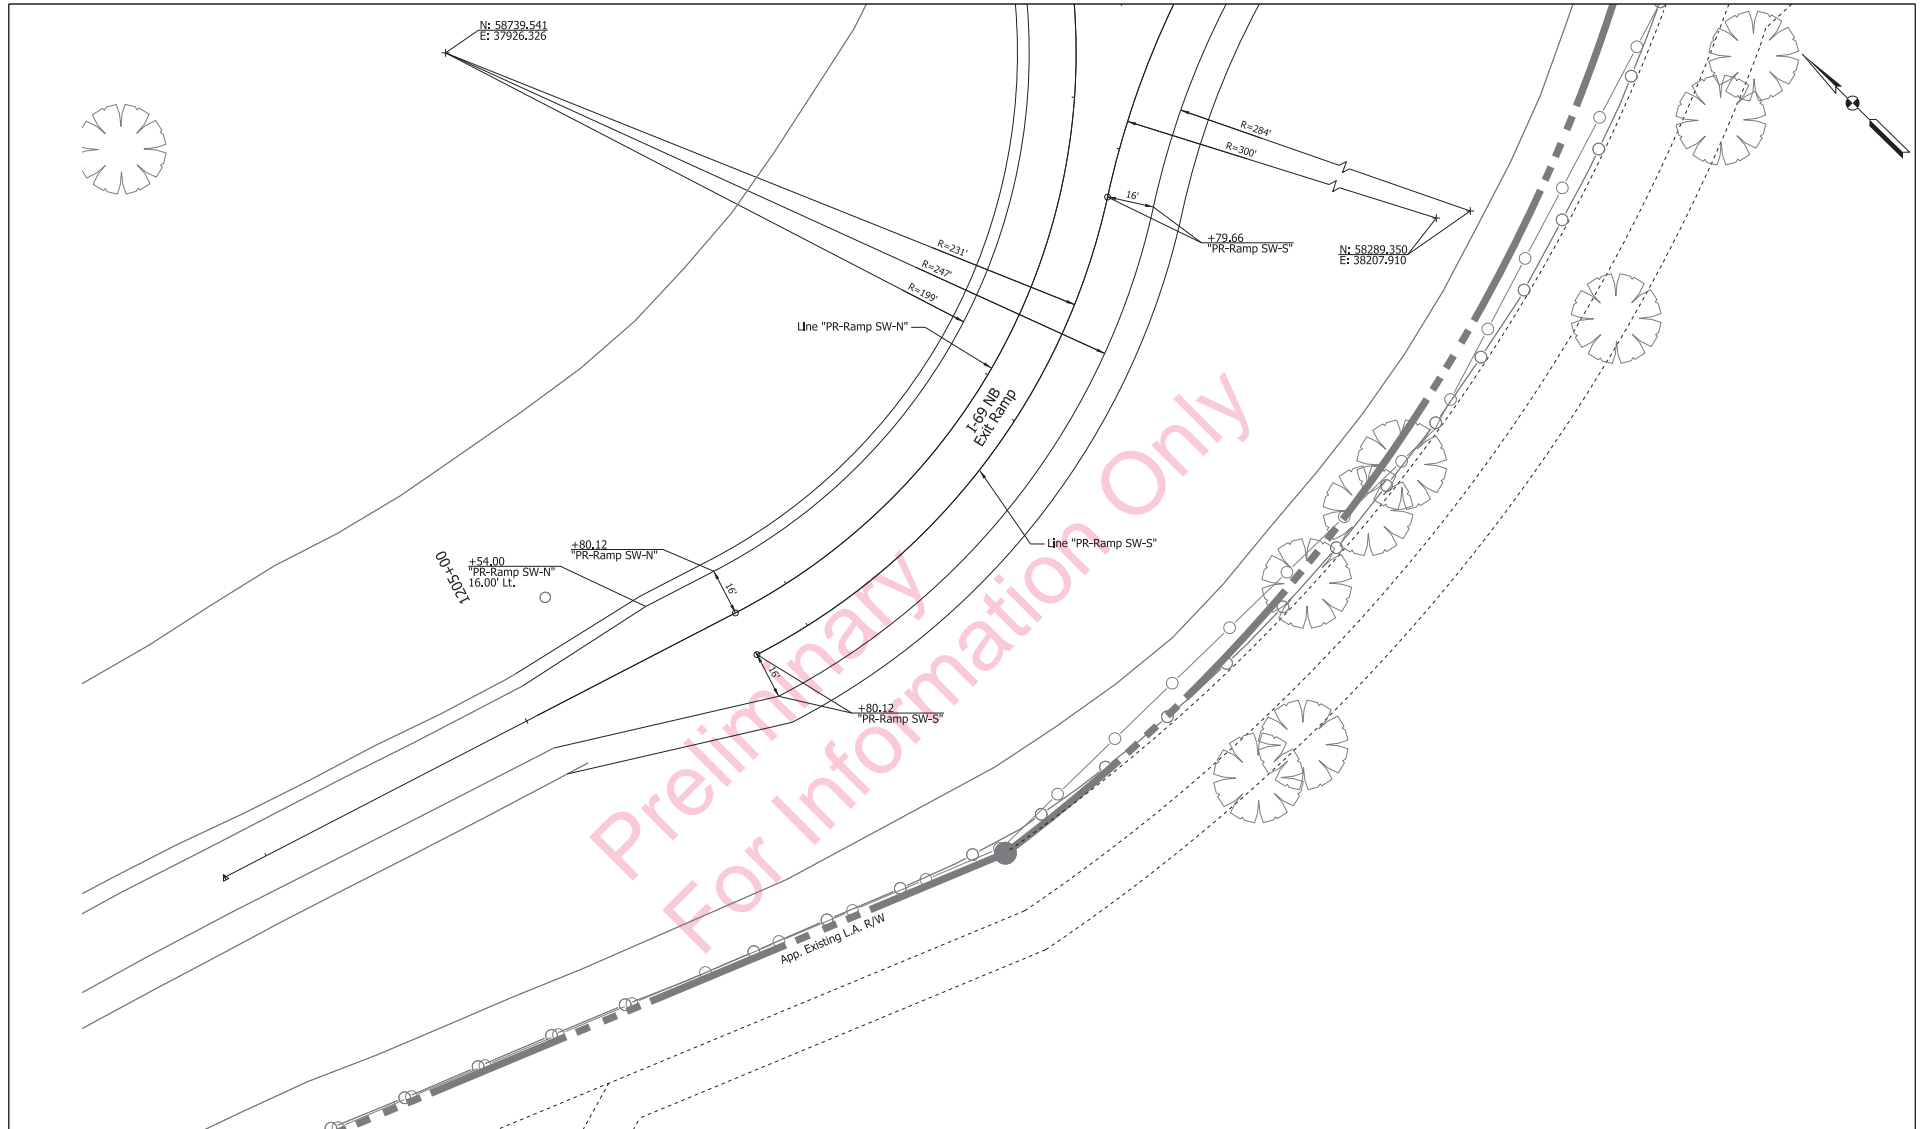 N: 58739.541
E: 37926.326
R=284'
R=300'
16'
+79.66
"PR-Ramp SW-S"
N: 58289.350
E: 38207.910
R=231'
R=247'
R=199'
Line "PR-Ramp SW-N"
I-69 NB
Exit Ramp
Line "PR-Ramp SW-S"
+80.12
"PR-Ramp SW-N"
+54.00
"PR-Ramp SW-N"
16.00' Lt.
1205+00
16'
16'
+80.12
"PR-Ramp SW-S"
Preliminary
For Information Only
App. Existing L.A. R/W